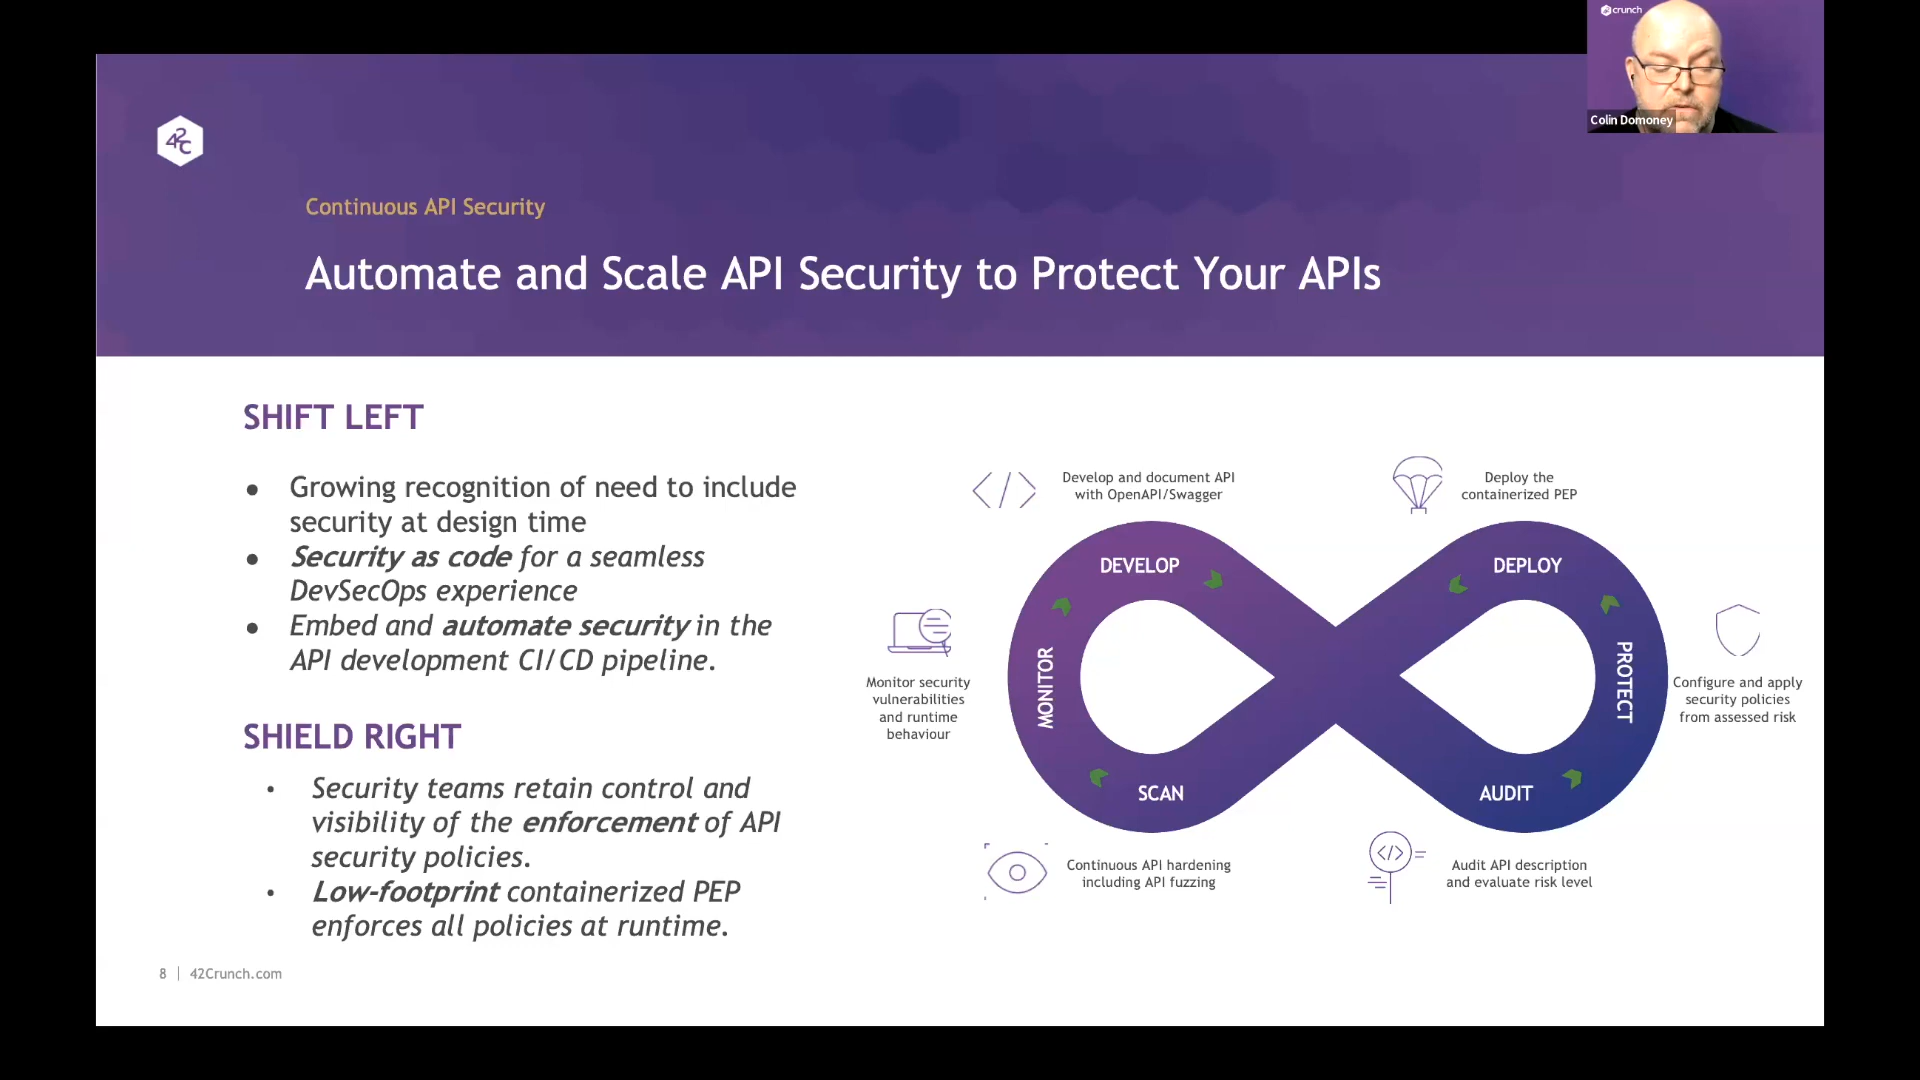 crunch
Colin Domoney
42C
Continuous API Security
Automate and Scale API Security to Protect Your APIs
SHIFT LEFT
● Growing recognition of need to include
security at design time
● Security as code for a seamless
DevSecOps experience
● Embed and automate security in the
API development CI/CD pipeline.
SHIELD RIGHT
• Security teams retain control and
visibility of the enforcement of API
security policies.
• Low-footprint containerized PEP
enforces all policies at runtime.
Develop and document API
with OpenAPI/Swagger
Deploy the
containerized PEP
DEVELOP
DEPLOY
MONITOR
PROTECT
SCAN
AUDIT
Monitor security
vulnerabilities
and runtime
behaviour
Configure and apply
security policies
from assessed risk
Continuous API hardening
including API fuzzing
Audit API description
and evaluate risk level
8 | 42Crunch.com